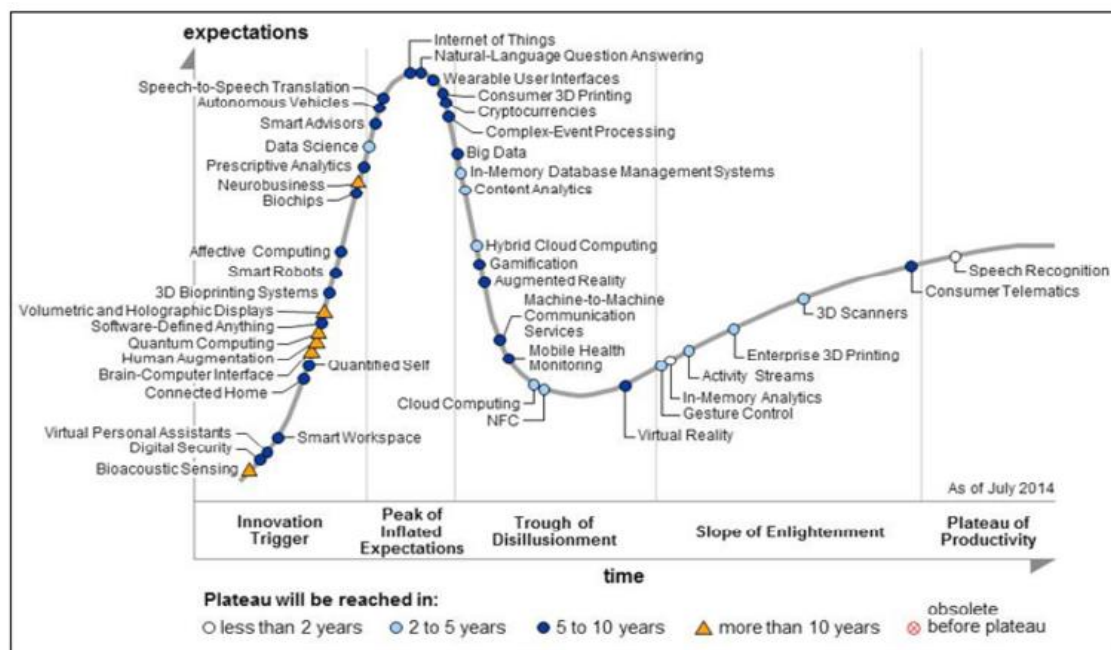 expectations
Internet of Things
Natural-Language Question Answering
Wearable User Interfaces
Speech-to-Speech Translation
Consumer 3D Printing
Autonomous Vehicles
Cryptocurrencies
Smart Advisors
Complex-Event Processing
Data Science
Big Data
Prescriptive Analytics
In-Memory Database Management Systems
Neurobusiness
Content Analytics
Biochips
Hybrid Cloud Computing
Affective Computing
Gamification
Smart Robots
Augmented Reality
3D Bioprinting Systems
Machine-to-Machine
Communication
Services
Volumetric and Holographic Displays
Software-Defined Anything
Quantum Computing
Human Augmentation
Mobile Health
Monitoring
Brain-Computer Interface
Quantified Self
Connected Home
Speech Recognition
Consumer Telematics
3D Scanners
Enterprise 3D Printing
Activity Streams
In-Memory Analytics
Gesture Control
Cloud Computing
NFC
Virtual Reality
Virtual Personal Assistants
Smart Workspace
Digital Security
Bioacoustic Sensing
As of July 2014
Innovation
Trigger
Peak of
Inflated
Expectations
Trough of
Disillusionment
Slope of Enlightenment
Plateau of
Productivity
time
Plateau will be reached in:
less than 2 years
2 to 5 years
5 to 10 years
more than 10 years
obsolete
before plateau